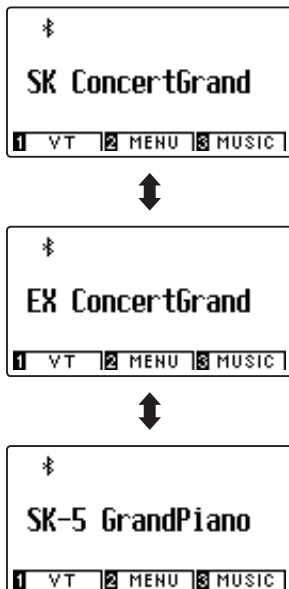 SK ConcertGrand
1 VT 2 MENU 3 MUSIC
EX ConcertGrand
1 VT 2 MENU 3 MUSIC
SK-5 GrandPiano
1 VT 2 MENU 3 MUSIC